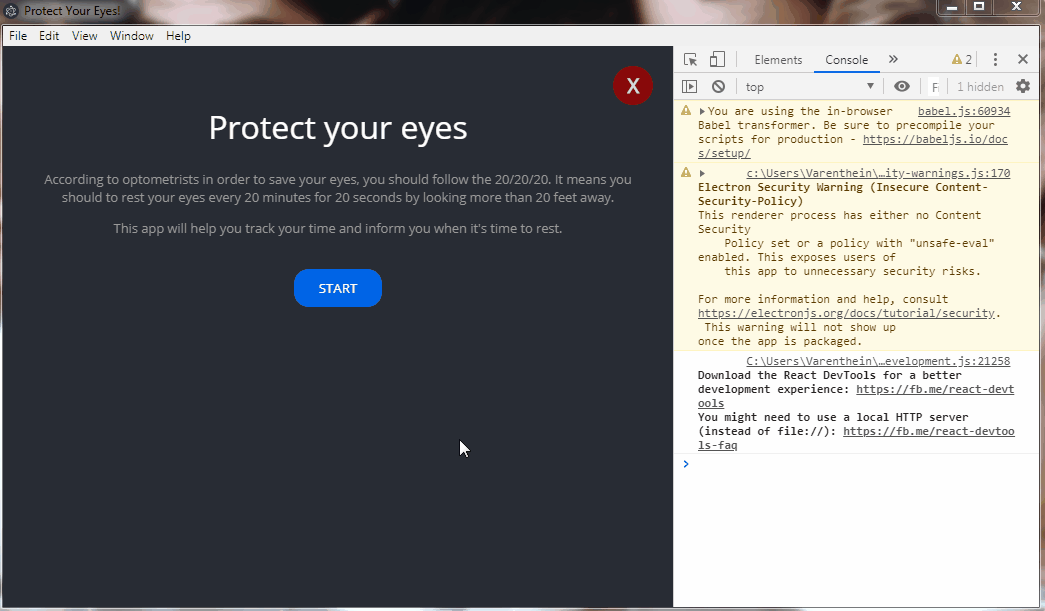 Protect Your Eyes!
File Edit View Window Help
X
Protect your eyes
According to optometrists in order to save your eyes, you should follow the 20/20/20. It means you
should to rest your eyes every 20 minutes for 20 seconds by looking more than 20 feet away.
This app will help you track your time and inform you when it's time to rest.
START
Elements Console » 2
top F 1 hidden
You are using the in-browser babel.js:60934
Babel transformer. Be sure to precompile your
scripts for production - https://babeljs.io/doc
s/setup/
c:\Users\Varenthein\…ity-warnings.js:170
Electron Security Warning (Insecure Content-
Security-Policy)
This renderer process has either no Content
Security
Policy set or a policy with "unsafe-eval"
enabled. This exposes users of
this app to unnecessary security risks.
For more information and help, consult
https://electronjs.org/docs/tutorial/security.
This warning will not show up
once the app is packaged.
C:\Users\Varenthein\…evelopment.js:21258
Download the React DevTools for a better
development experience: https://fb.me/react-devt
ools
You might need to use a local HTTP server
(instead of file://): https://fb.me/react-devtoo
ls-faq
>